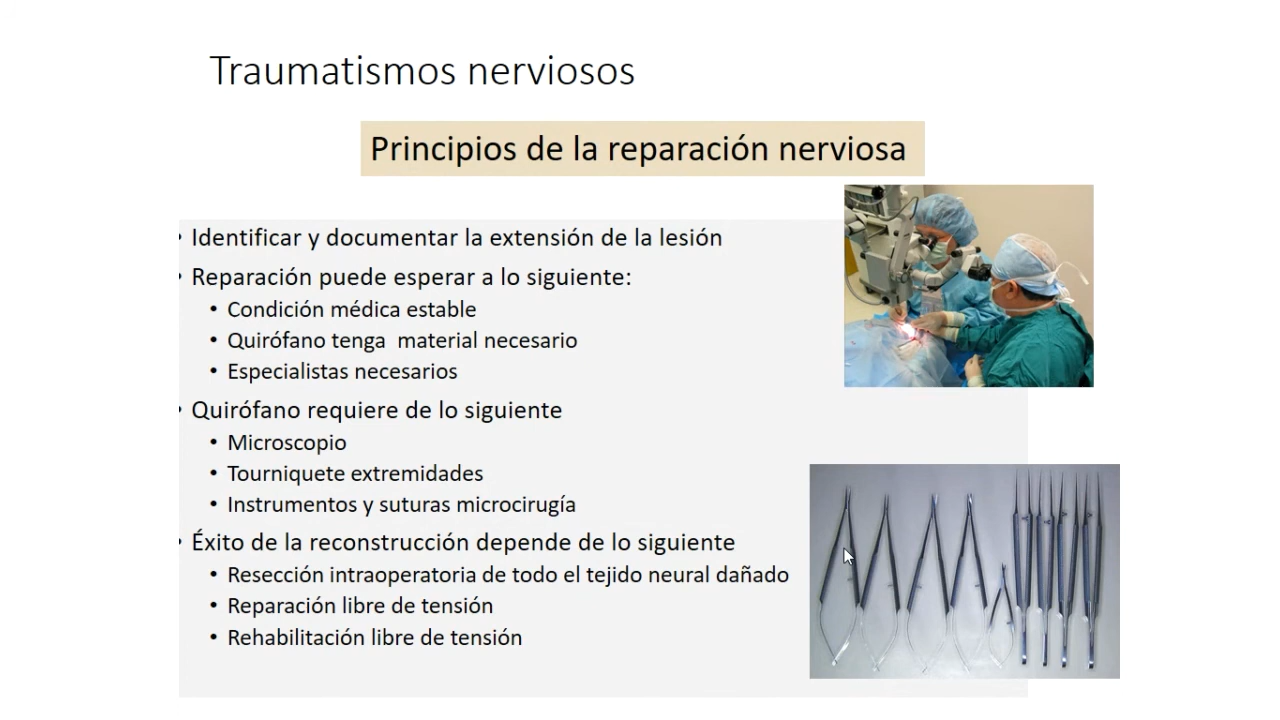 Traumatismos nerviosos
Principios de la reparación nerviosa
• Identificar y documentar la extensión de la lesión
• Reparación puede esperar a lo siguiente:
• Condición médica estable
• Quirófano tenga  material necesario
• Especialistas necesarios
• Quirófano requiere de lo siguiente
• Microscopio
• Tourniquete extremidades
• Instrumentos y suturas microcirugía
• Éxito de la reconstrucción depende de lo siguiente
• Resección intraoperatoria de todo el tejido neural dañado
• Reparación libre de tensión
• Rehabilitación libre de tensión